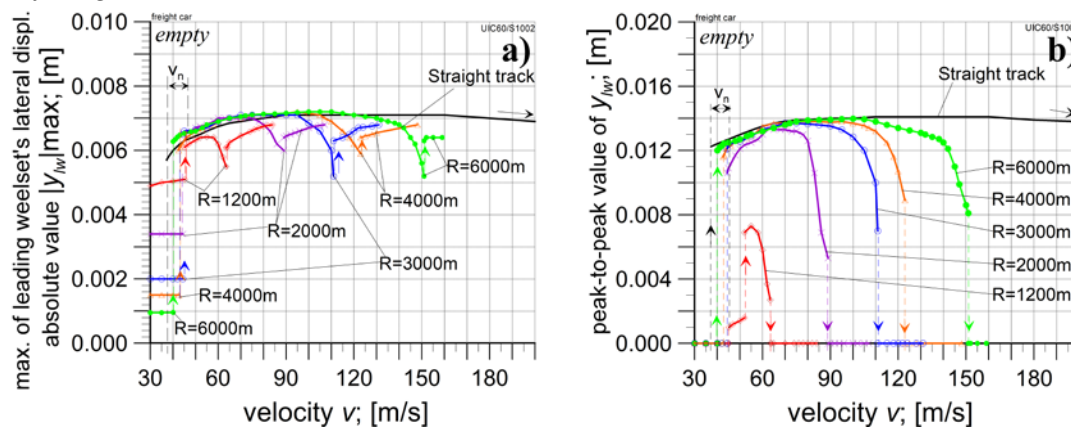 freight car
UIC60/S1002
empty
a)
vn
Straight track
R=6000m
R=1200m
R=4000m
R=2000m
R=3000m
R=4000m
R=6000m
0.010
0.008
0.006
0.004
0.002
0.000
30
60
90
120
150
180
velocity v; [m/s]
max. of leading weelset's lateral displ.
absolute value |ylw|max; [m]
freight car
UIC60/S100
empty
b)
vn
Straight track
R=6000m
R=4000m
R=3000m
R=2000m
R=1200m
0.020
0.016
0.012
0.008
0.004
0.000
30
60
90
120
150
180
velocity v; [m/s]
peak-to-peak value of ylw; [m]